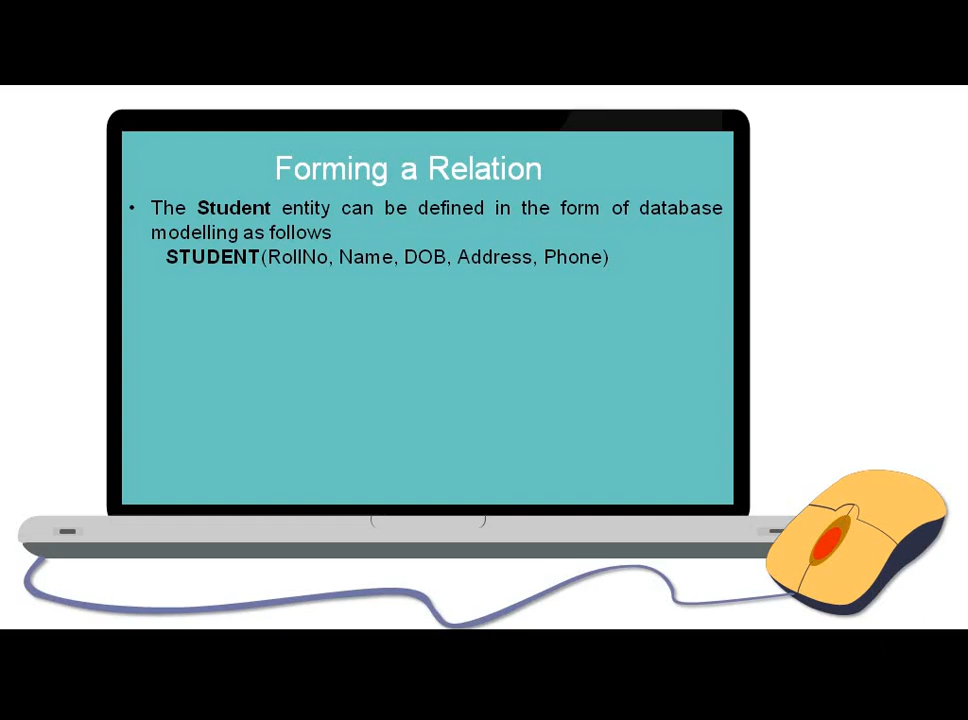 Forming a Relation
• The Student entity can be defined in the form of database
modelling as follows
STUDENT(RollNo, Name, DOB, Address, Phone)